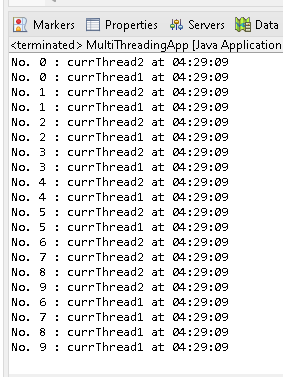 Markers Properties Servers Data
<terminated> MultiThreadingApp [Java Application
No. 0 : currThread2 at 04:29:09
No. 0 : currThread1 at 04:29:09
No. 1 : currThread2 at 04:29:09
No. 1 : currThread1 at 04:29:09
No. 2 : currThread2 at 04:29:09
No. 2 : currThread1 at 04:29:09
No. 3 : currThread2 at 04:29:09
No. 3 : currThread1 at 04:29:09
No. 4 : currThread2 at 04:29:09
No. 4 : currThread1 at 04:29:09
No. 5 : currThread2 at 04:29:09
No. 5 : currThread1 at 04:29:09
No. 6 : currThread2 at 04:29:09
No. 7 : currThread2 at 04:29:09
No. 8 : currThread2 at 04:29:09
No. 9 : currThread2 at 04:29:09
No. 6 : currThread1 at 04:29:09
No. 7 : currThread1 at 04:29:09
No. 8 : currThread1 at 04:29:09
No. 9 : currThread1 at 04:29:09